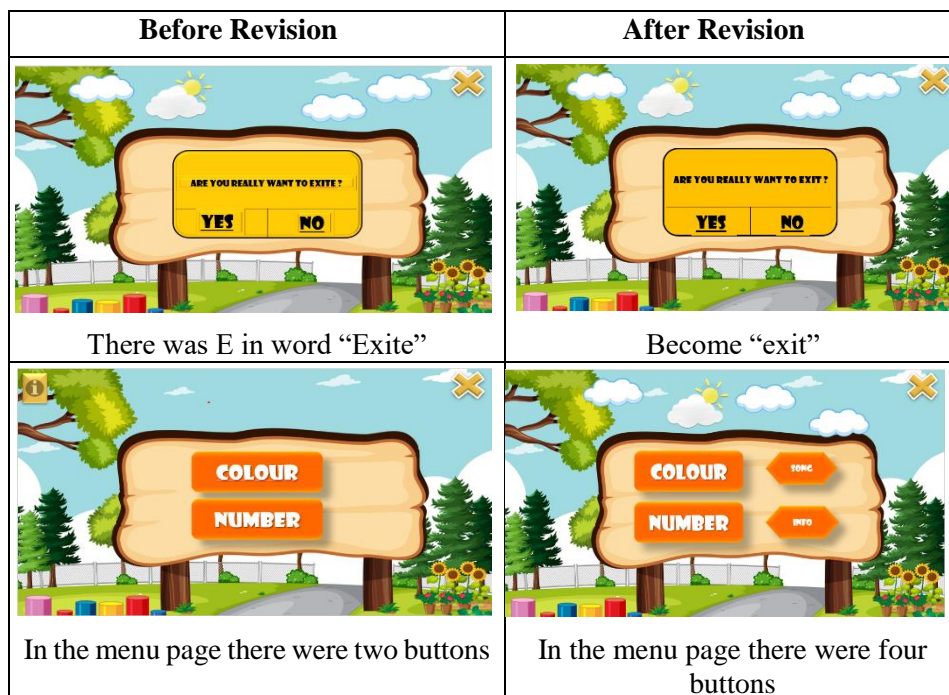 Before Revision
After Revision
ARE YOU REALLY WANT TO EXITE ?
YES NO
ARE YOU REALLY WANT TO EXIT ?
YES NO
There was E in word “Exite”
Become “exit”
i
COLOUR
NUMBER
COLOUR
SONG
NUMBER
INFO
In the menu page there were two buttons
In the menu page there were four
buttons